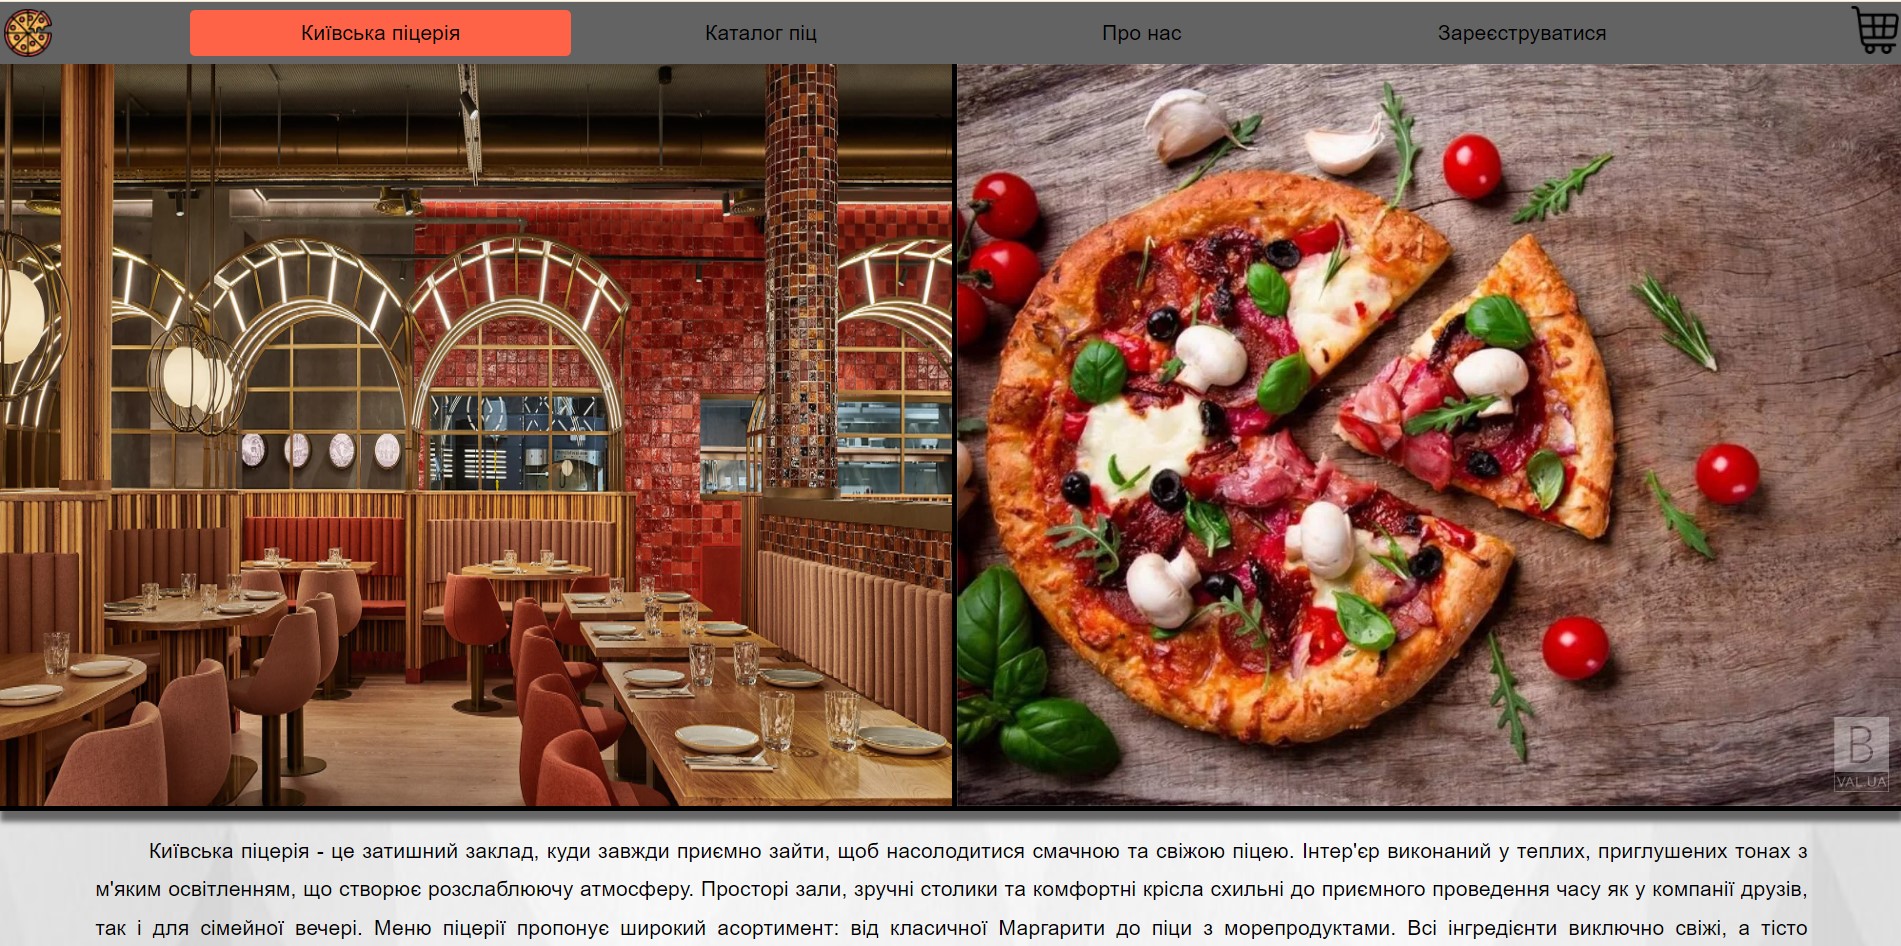 Київська піцерія
Каталог піц
Про нас
Зареєструватися
B
VAL.UA
Київська піцерія - це затишний заклад, куди завжди приємно зайти, щоб насолодитися смачною та свіжою піцею. Інтер'єр виконаний у теплих, приглушених тонах з
м'яким освітленням, що створює розслаблюючу атмосферу. Просторі зали, зручні столики та комфортні крісла схильні до приємного проведення часу як у компанії друзів,
так і для сімейної вечері. Меню піцерії пропонує широкий асортимент: від класичної Маргарити до піци з морепродуктами. Всі інгредієнти виключно свіжі, а тісто